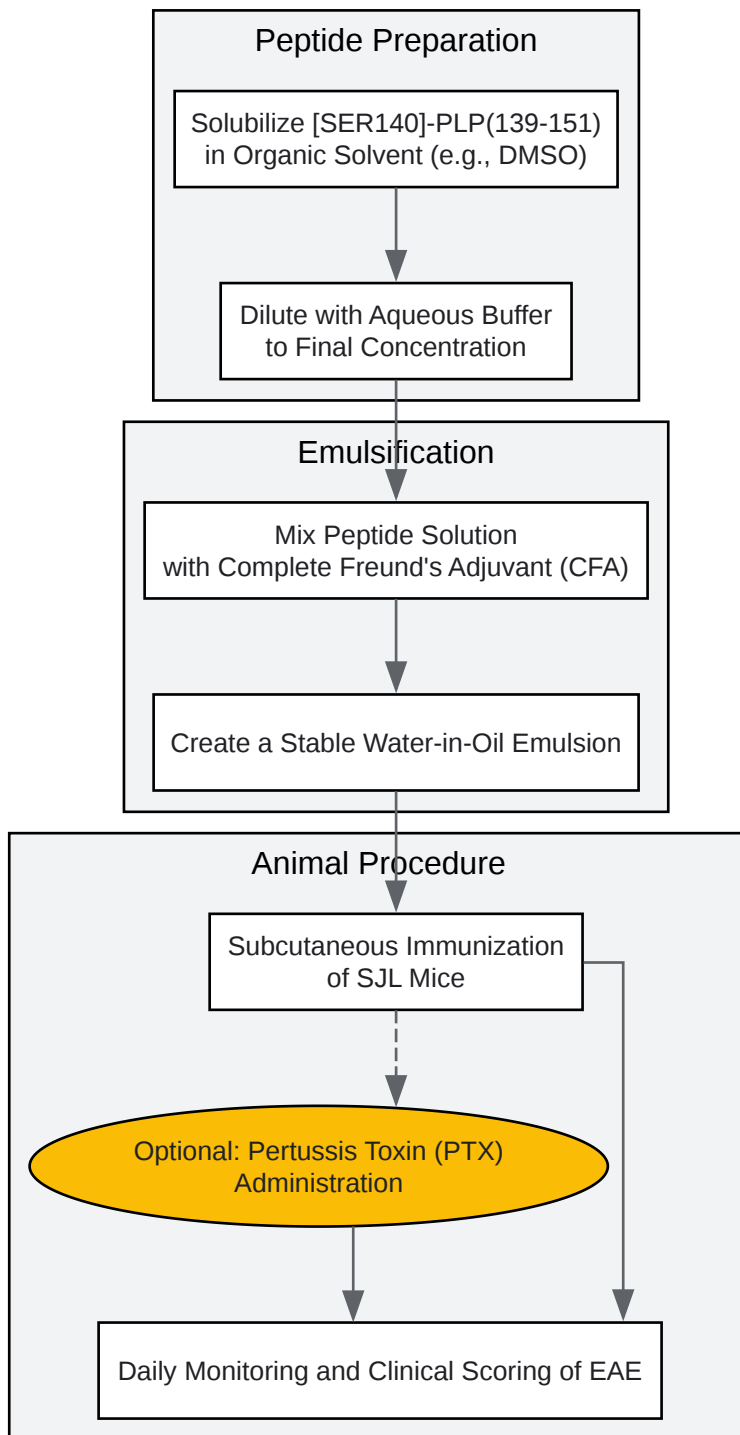 Peptide Preparation
Solubilize [SER140]-PLP(139-151)
in Organic Solvent (e.g., DMSO)
Dilute with Aqueous Buffer
to Final Concentration
Emulsification
Mix Peptide Solution
with Complete Freund's Adjuvant (CFA)
Create a Stable Water-in-Oil Emulsion
Animal Procedure
Subcutaneous Immunization
of SJL Mice
Optional: Pertussis Toxin (PTX)
Administration
Daily Monitoring and Clinical Scoring of EAE